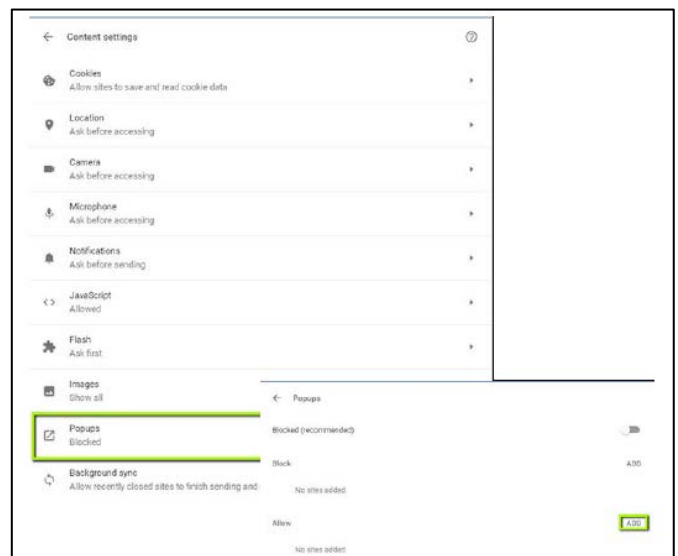 Content settings
Cookies
Allow sites to save and read cookie data
Location
Ask before accessing
Camera
Ask before accessing
Microphone
Ask before accessing
Notifications
Ask before sending
JavaScript
Allowed
Flash
Ask first
Images
Show all
Popups
Blocked
Background sync
Allow recently closed sites to finish sending and
Popups
Blocked (recommended)
Block
ADD
No sites added
Allow
ADD
No sites added